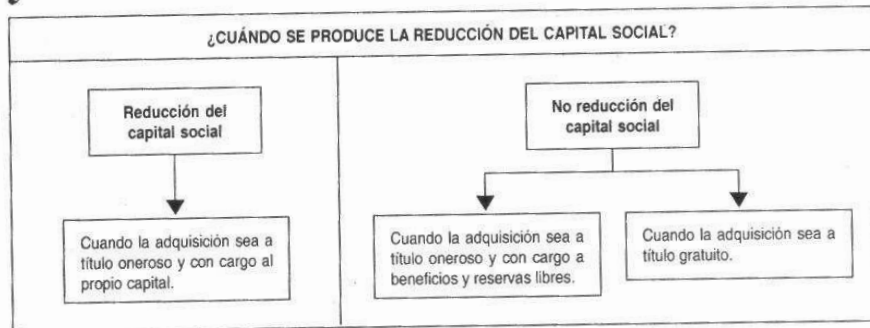 ¿CUÁNDO SE PRODUCE LA REDUCCIÓN DEL CAPITAL SOCIAL?
Reducción del
capital social
Cuando la adquisición sea a
título oneroso y con cargo al
propio capital.
No reducción del
capital social
Cuando la adquisición sea a
título oneroso y con cargo a
beneficios y reservas libres.
Cuando la adquisición sea a
título gratuito.